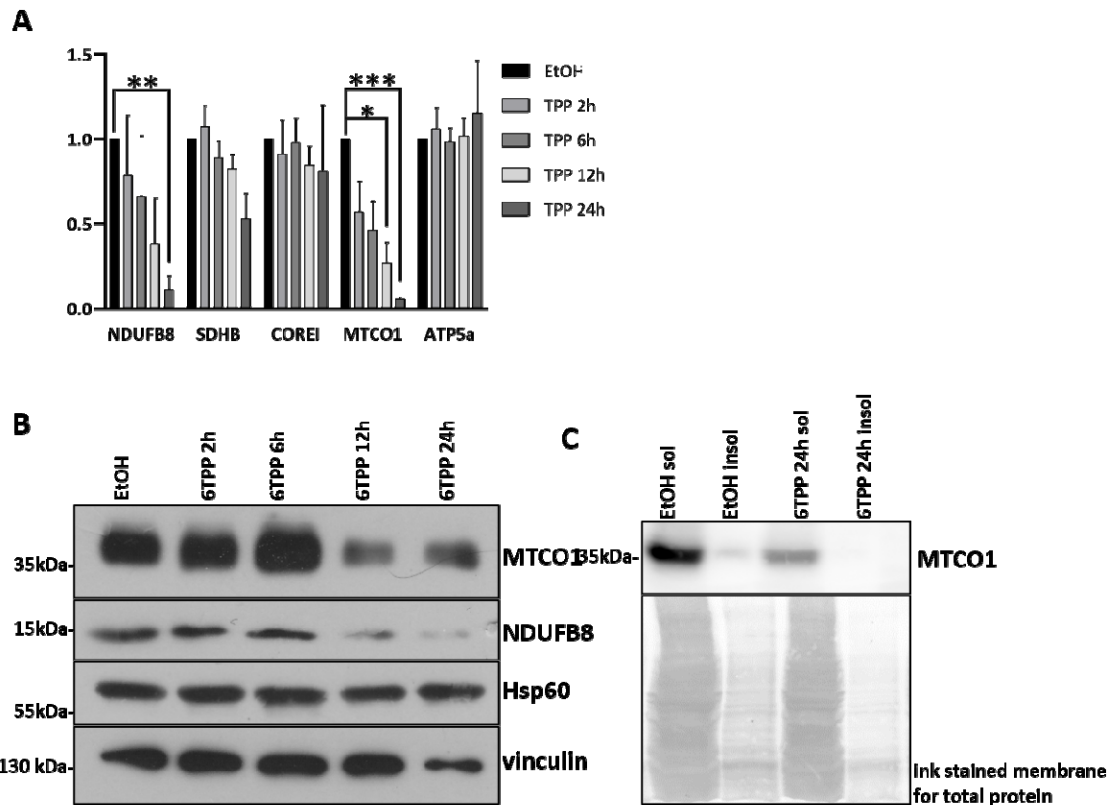 A
1.5
1.0
0.5
0.0
**
***
*
NDUFB8 SDHB COREI MTCO1 ATP5a
EtOH
TPP 2h
TPP 6h
TPP 12h
TPP 24h
B
EtOH
6TPP 2h
6TPP 6h
6TPP 12h
6TPP 24h
35kDa- MTCO1
15kDa- NDUFB8
Hsp60
55kDa-
130 kDa- vinculin
C
EtOH sol
EtOH insol
6TPP 24h sol
6TPP 24h insol
35kDa- MTCO1
Ink stained membrane
for total protein